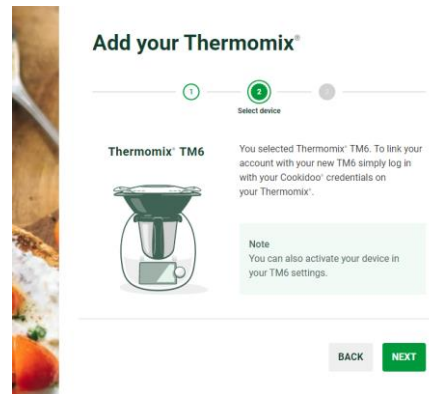 Add your Thermomix®
1
2
3
Select device
Thermomix® TM6
You selected Thermomix® TM6. To link your
account with your new TM6 simply log in
with your Cookidoo® credentials on
your Thermomix®.
Note
You can also activate your device in
your TM6 settings.
BACK
NEXT